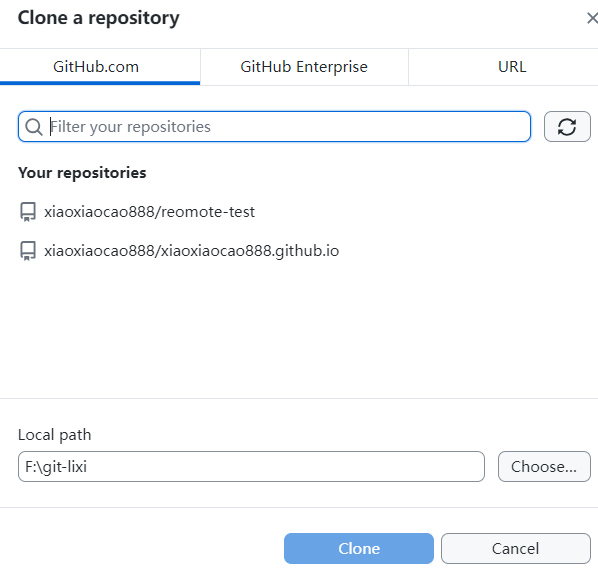 Clone a repository
GitHub.com GitHub Enterprise URL
Filter your repositories
Your repositories
xiaoxiaocao888/reomote-test
xiaoxiaocao888/xiaoxiaocao888.github.io
Local path
F:\git-lixi Choose...
Clone Cancel